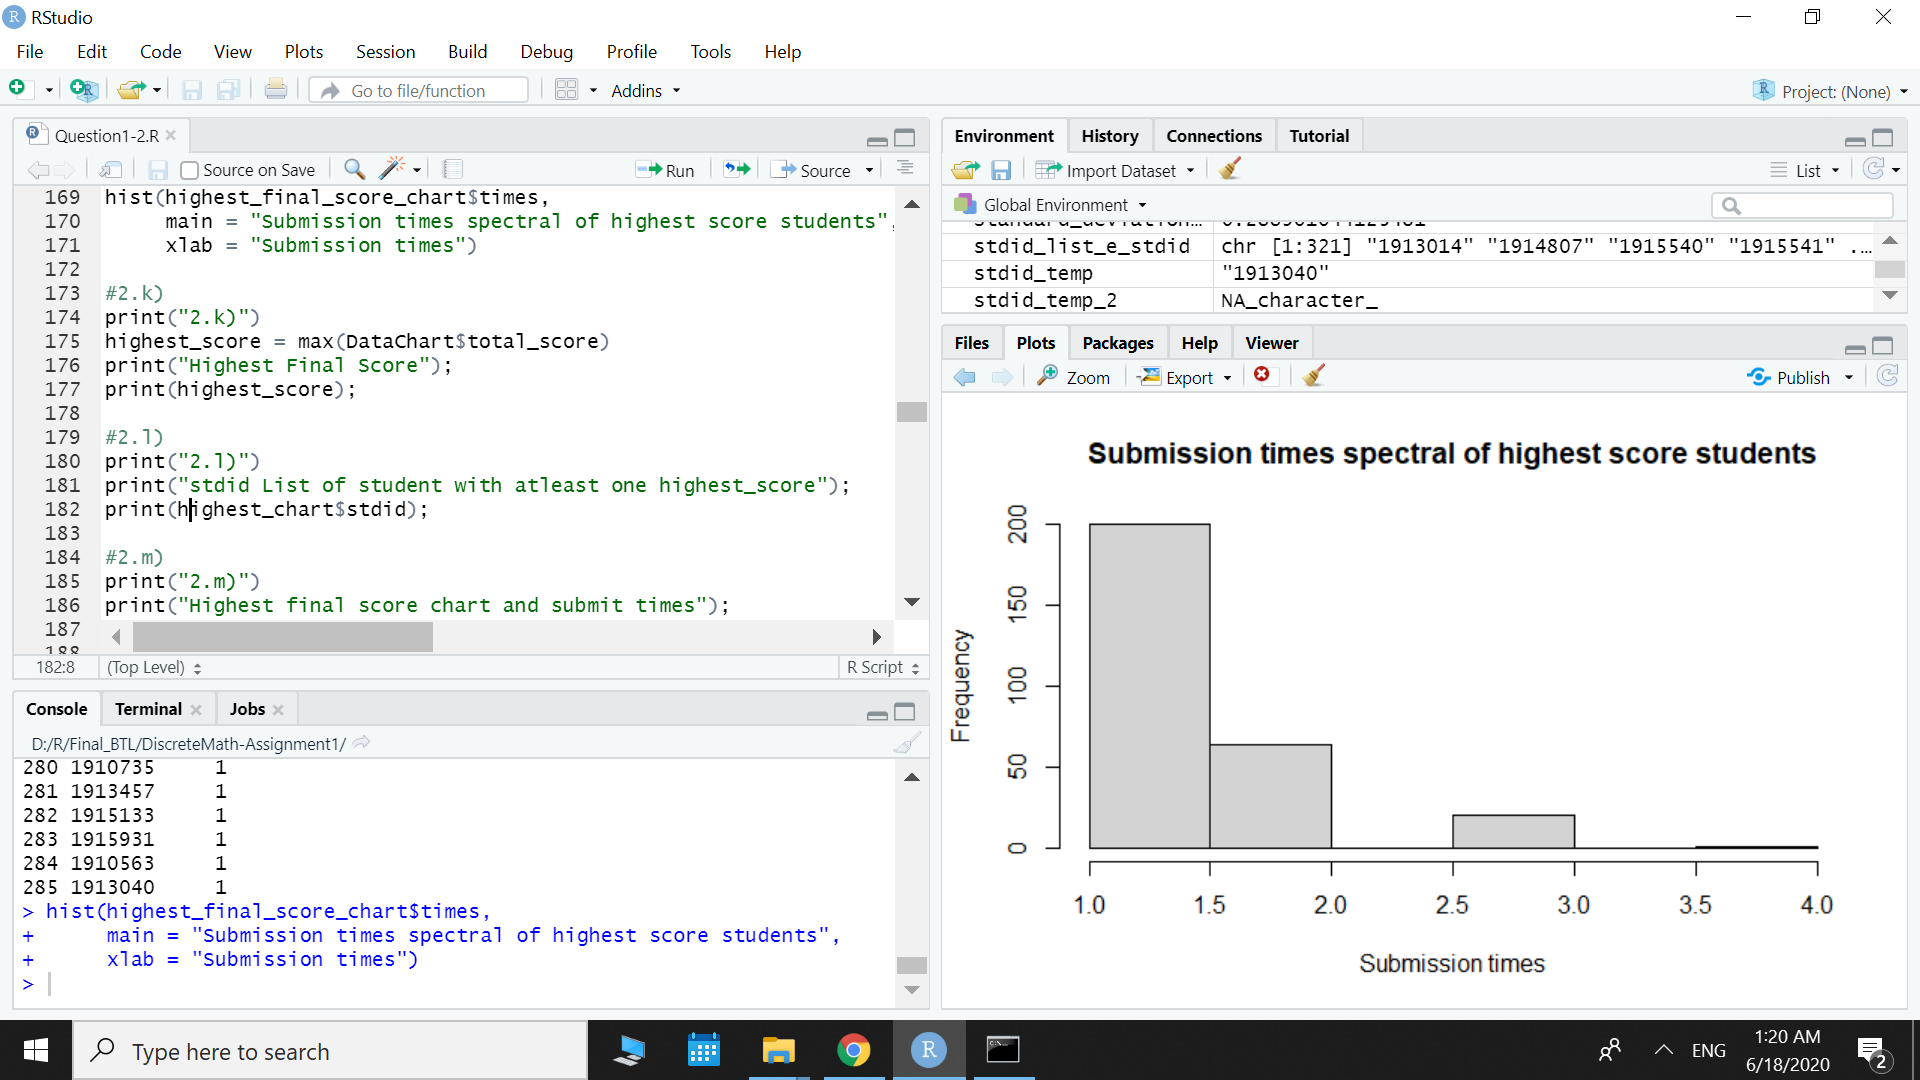 RStudio
File Edit Code View Plots Session Build Debug Profile Tools Help
Go to file/function Addins Project: (None)
Question1-2.R
Source on Save Run Source
169 hist(highest_final_score_chart$times,
170 main = "Submission times spectral of highest score students",
171 xlab = "Submission times")
172
173 #2.k)
174 print("2.k)")
175 highest_score = max(DataChart$total_score)
176 print("Highest Final Score");
177 print(highest_score);
178
179 #2.l)
180 print("2.l)")
181 print("stdid List of student with atleast one highest_score");
182 print(highest_chart$stdid);
183
184 #2.m)
185 print("2.m)")
186 print("Highest final score chart and submit times");
187
188
182:8 (Top Level) R Script
Console Terminal Jobs
D:/R/Final_BTL/DiscreteMath-Assignment1/
280 1910735 1
281 1913457 1
282 1915133 1
283 1915931 1
284 1910563 1
285 1913040 1
> hist(highest_final_score_chart$times,
+ main = "Submission times spectral of highest score students",
+ xlab = "Submission times")
>
Environment History Connections Tutorial
Import Dataset List
Global Environment
stdid_list_e_stdid chr [1:321] "1913014" "1914807" "1915540" "1915541" ...
stdid_temp "1913040"
stdid_temp_2 NA_character_
Files Plots Packages Help Viewer
Zoom Export Publish
Submission times spectral of highest score students
Frequency
200
150
100
50
0
1.0 1.5 2.0 2.5 3.0 3.5 4.0
Submission times
Type here to search
ENG
1:20 AM
6/18/2020
2